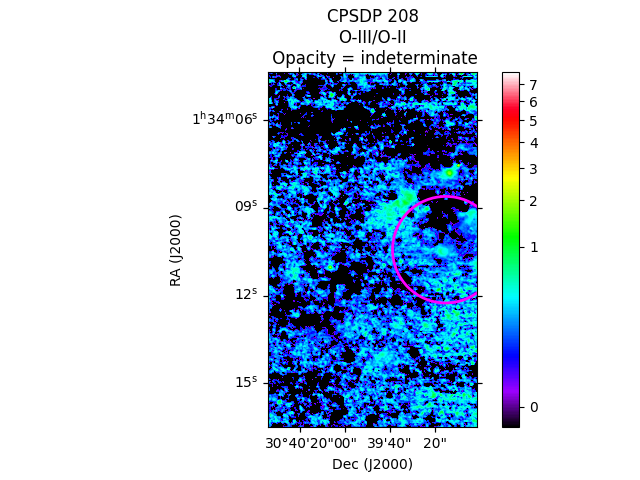 CPSDP 208
O-III/O-II
Opacity = indeterminate
7
6
5
4
3
2
1
0
1ʰ34ᵐ06ˢ
09ˢ
12ˢ
15ˢ
RA (J2000)
30°40'20"00" 39'40" 20"
Dec (J2000)